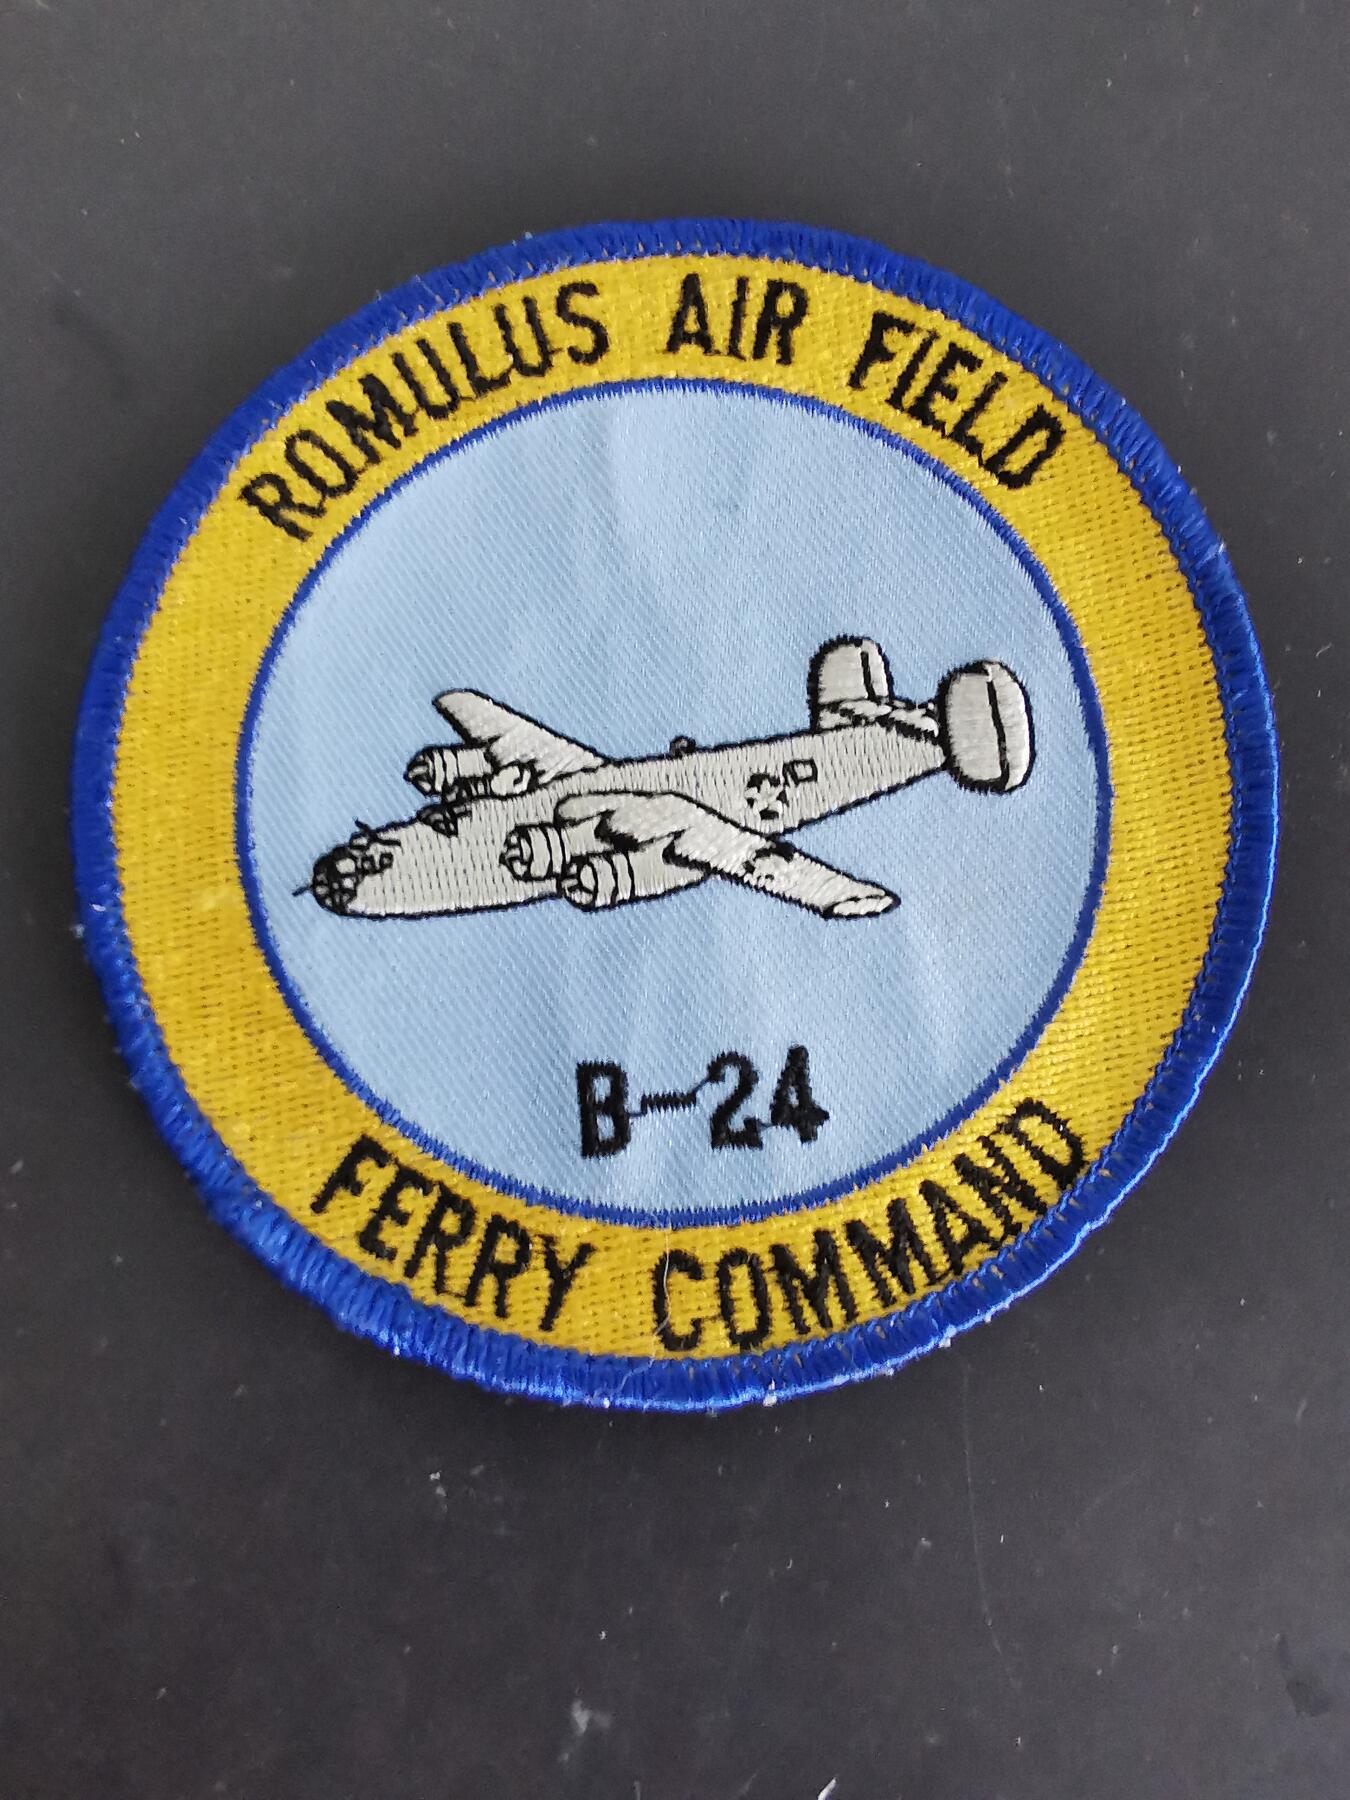 ROMULUS AIR FIELD
B-24
FERRY COMMAND